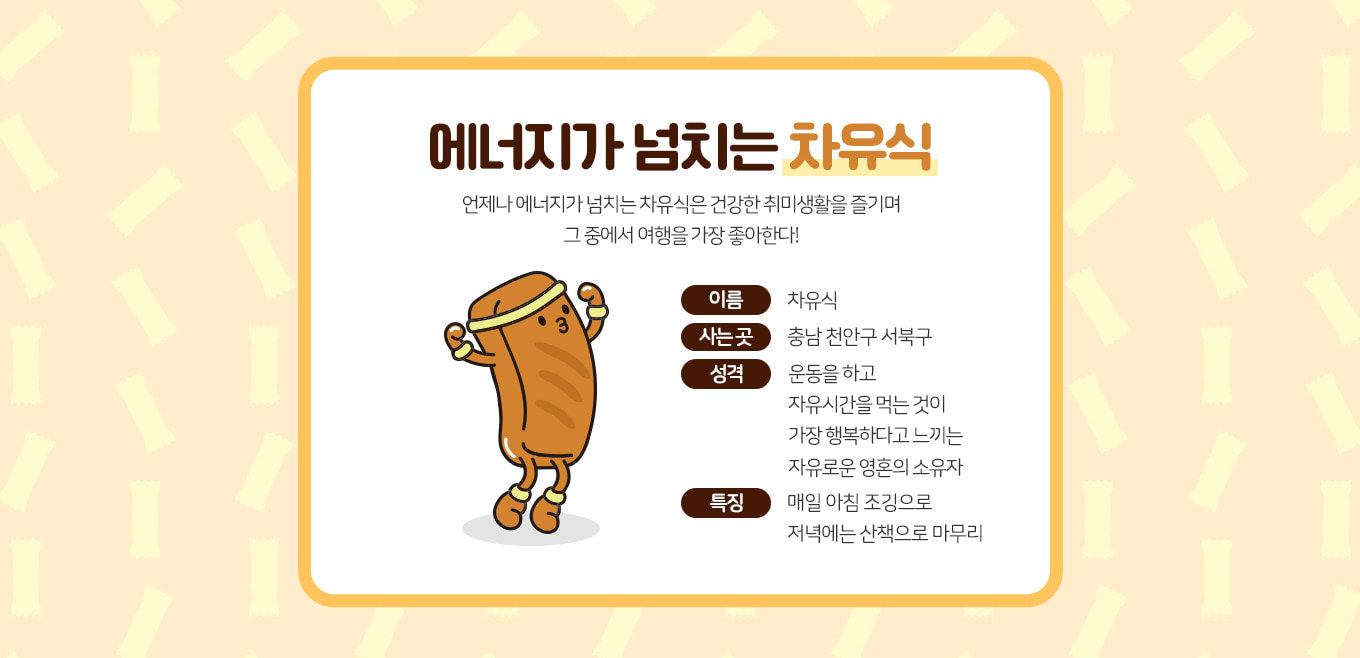 에너지가 넘치는 차유식
언제나 에너지가 넘치는 차유식은 건강한 취미생활을 즐기며
그 중에서 여행을 가장 좋아한다!
이름 차유식
사는 곳 충남 천안구 서북구
성격 운동을 하고
자유시간을 먹는 것이
가장 행복하다고 느끼는
자유로운 영혼의 소유자
특징 매일 아침 조깅으로
저녁에는 산책으로 마무리